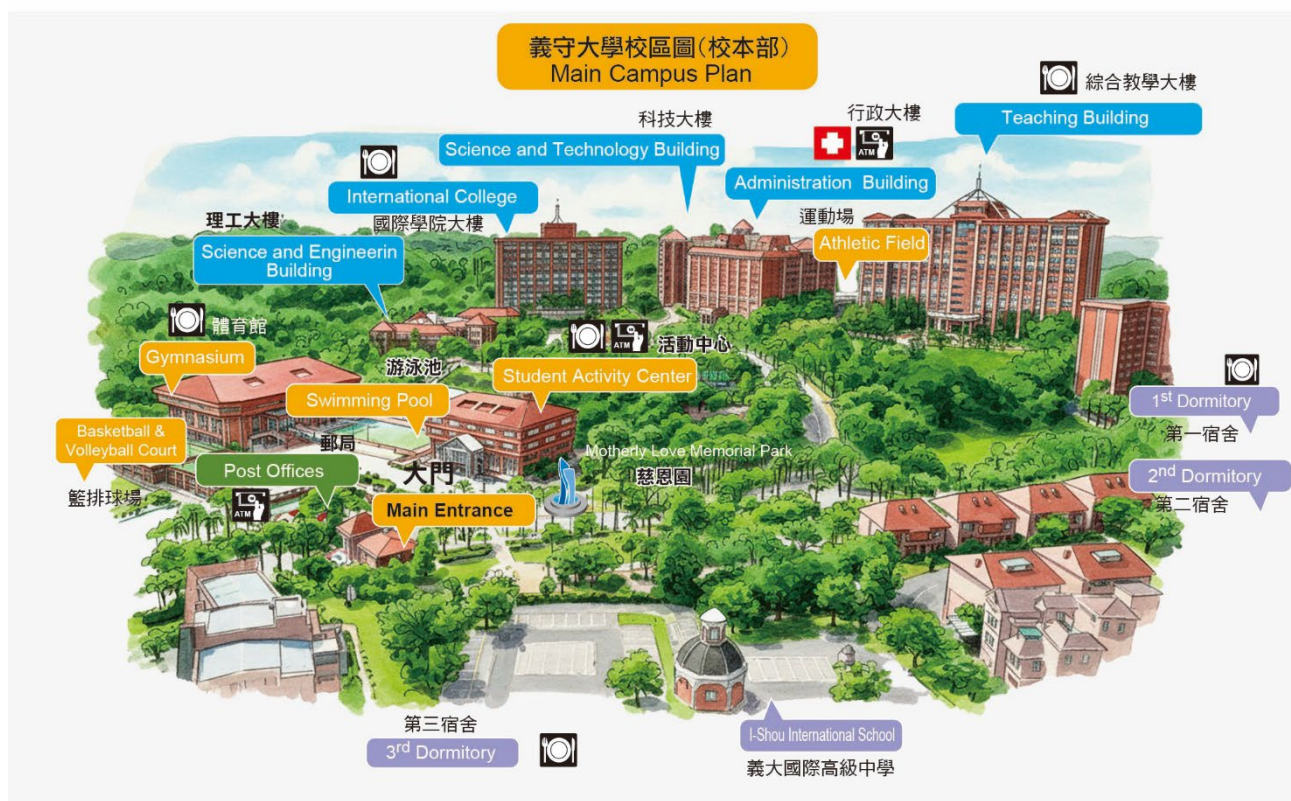 義守大學校區圖(校本部)
Main Campus Plan
綜合教學大樓
Teaching Building
科技大樓
Science and Technology Building
行政大樓
ATM
Administration Building
International College
國際學院大樓
運動場
Athletic Field
理工大樓
Science and Engineerin
Building
體育館
Gymnasium
ATM
活動中心
Student Activity Center
游泳池
Swimming Pool
1st Dormitory
第一宿舍
Basketball &
Volleyball Court
籃排球場
郵局
Post Offices
ATM
大門
Main Entrance
Motherly Love Memorial Park
慈恩園
2nd Dormitory
第二宿舍
第三宿舍
3rd Dormitory
I-Shou International School
義大國際高級中學